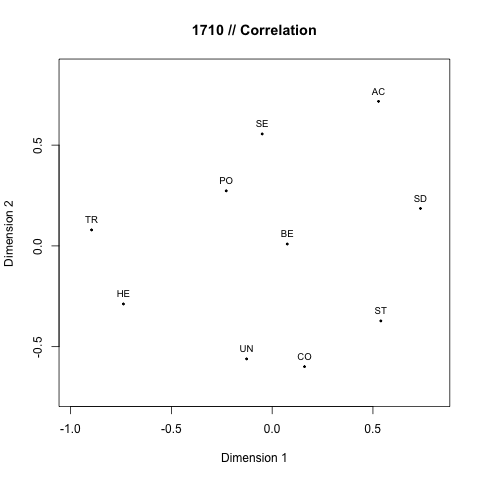 1710 // Correlation
AC
SE
PO
SD
TR
BE
HE
ST
UN
CO
0.5
0.0
-0.5
Dimension 2
-1.0 -0.5 0.0 0.5
Dimension 1